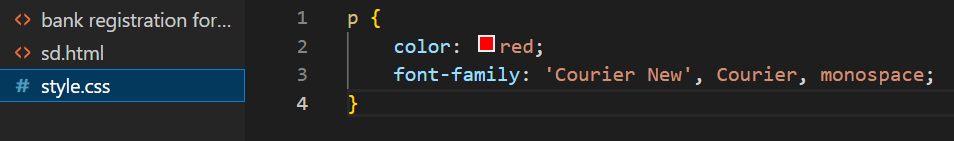 bank registration for...
sd.html
# style.css
1 p {
2 color: red;
3 font-family: 'Courier New', Courier, monospace;
4 }